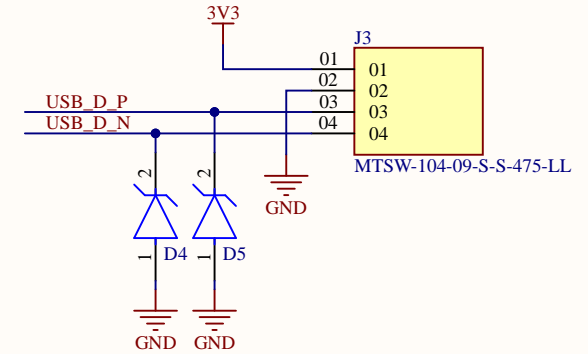 3V3
J3
01 01
02 02
USB_D_P 03 03
USB_D_N 04 04
MTSW-104-09-S-S-475-LL
2 2
GND
1 D4 1 D5
GND GND